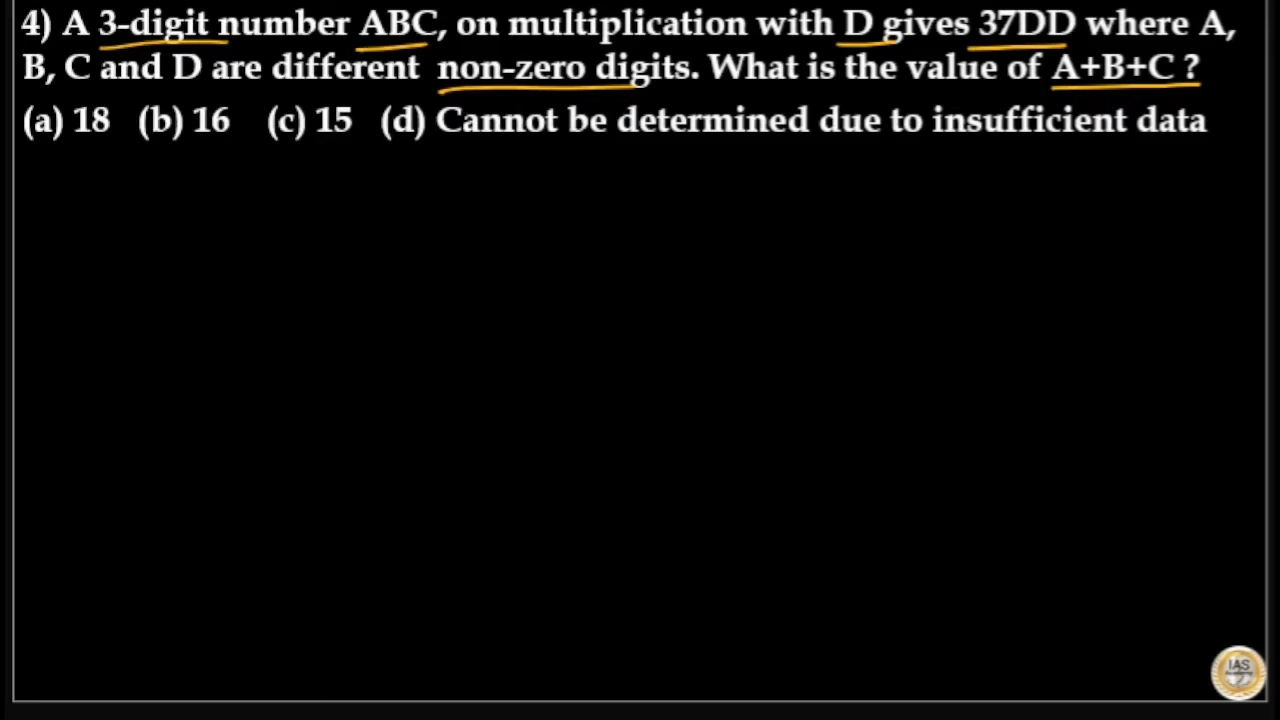 4) A 3-digit number ABC, on multiplication with D gives 37DD where A,
B, C and D are different non-zero digits. What is the value of A+B+C ?
(a) 18 (b) 16 (c) 15 (d) Cannot be determined due to insufficient data
IAS